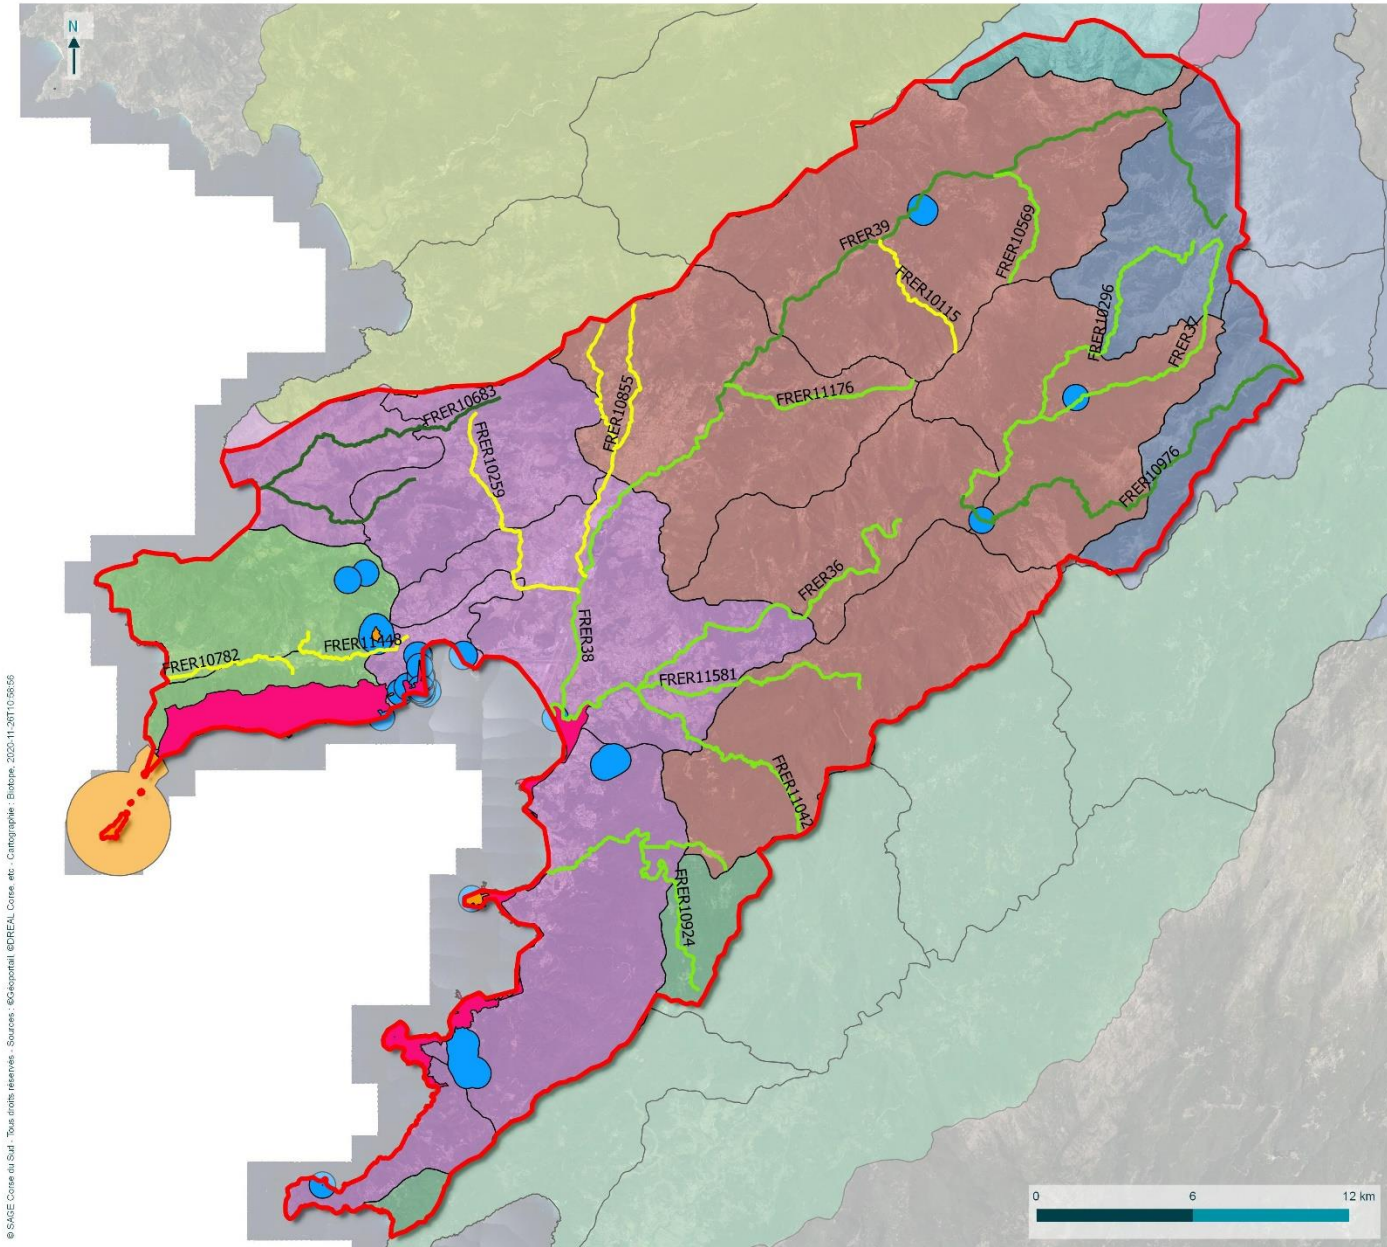 N
FRER39
FRER10569
FRER10115
FRER10296
FRER37
FRER11176
FRER10855
FRER10683
FRER10259
FRER10976
FRER36
FRER38
FRER11448
FRER10782
FRER11581
FRER11042
FRER10924
© SAGE Corse du Sud - Tous droits réservés - Sources : ©Géoportail, ©DREAL Corse, etc - Cartographie : Biotope, 2020-11-26T10:58:56
0 6 12 km